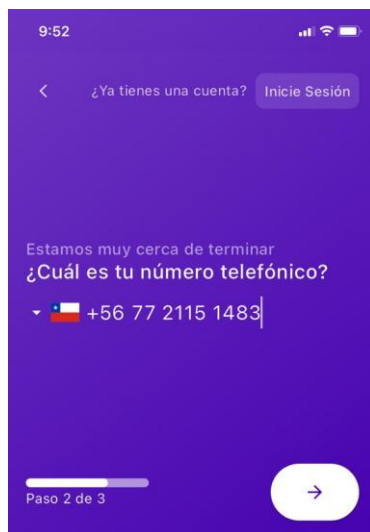 9:52
¿Ya tienes una cuenta? Inicie Sesión
Estamos muy cerca de terminar
¿Cuál es tu número telefónico?
+56 77 2115 1483
Paso 2 de 3